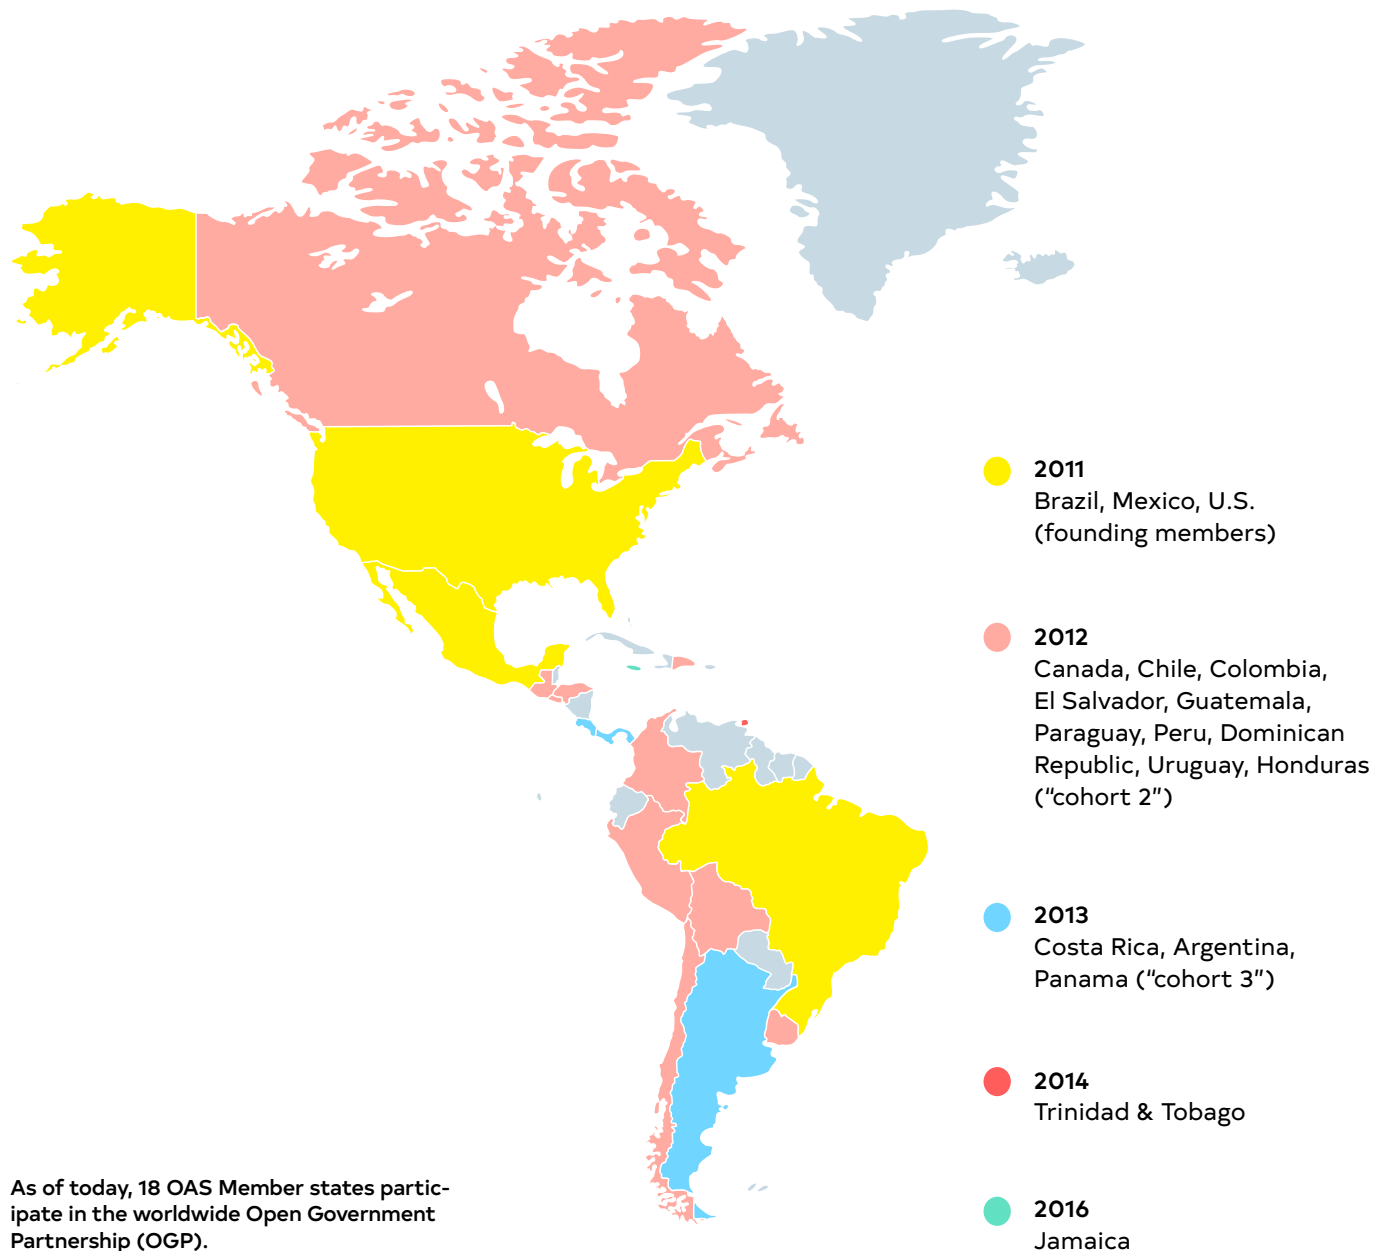 2011
Brazil, Mexico, U.S.
(founding members)
2012
Canada, Chile, Colombia,
El Salvador, Guatemala,
Paraguay, Peru, Dominican
Republic, Uruguay, Honduras
(“cohort 2”)
2013
Costa Rica, Argentina,
Panama (“cohort 3”)
2014
Trinidad & Tobago
2016
Jamaica
As of today, 18 OAS Member states partic-
ipate in the worldwide Open Government
Partnership (OGP).